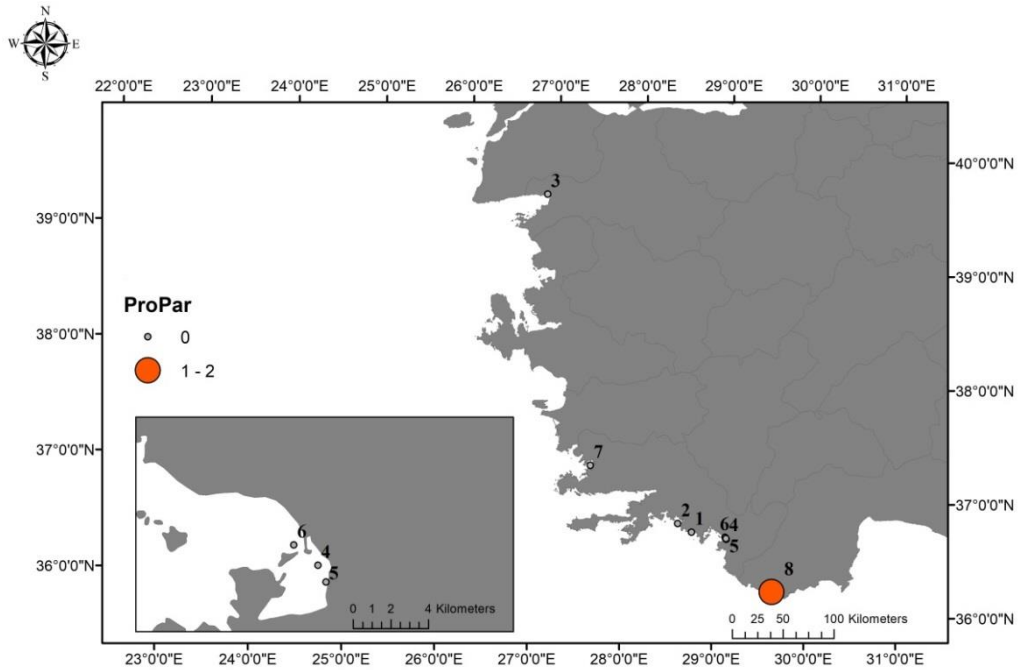 N
W E
S
22°0'0"E 23°0'0"E 24°0'0"E 25°0'0"E 26°0'0"E 27°0'0"E 28°0'0"E 29°0'0"E 30°0'0"E 31°0'0"E
40°0'0"N
3
39°0'0"N
39°0'0"N
ProPar
0
38°0'0"N
1 - 2
38°0'0"N
37°0'0"N
7
37°0'0"N
2 1 64
5
6
4
5
36°0'0"N
8
0 1 2 4 Kilometers
0 25 50 100 Kilometers
36°0'0"N
23°0'0"E 24°0'0"E 25°0'0"E 26°0'0"E 27°0'0"E 28°0'0"E 29°0'0"E 30°0'0"E